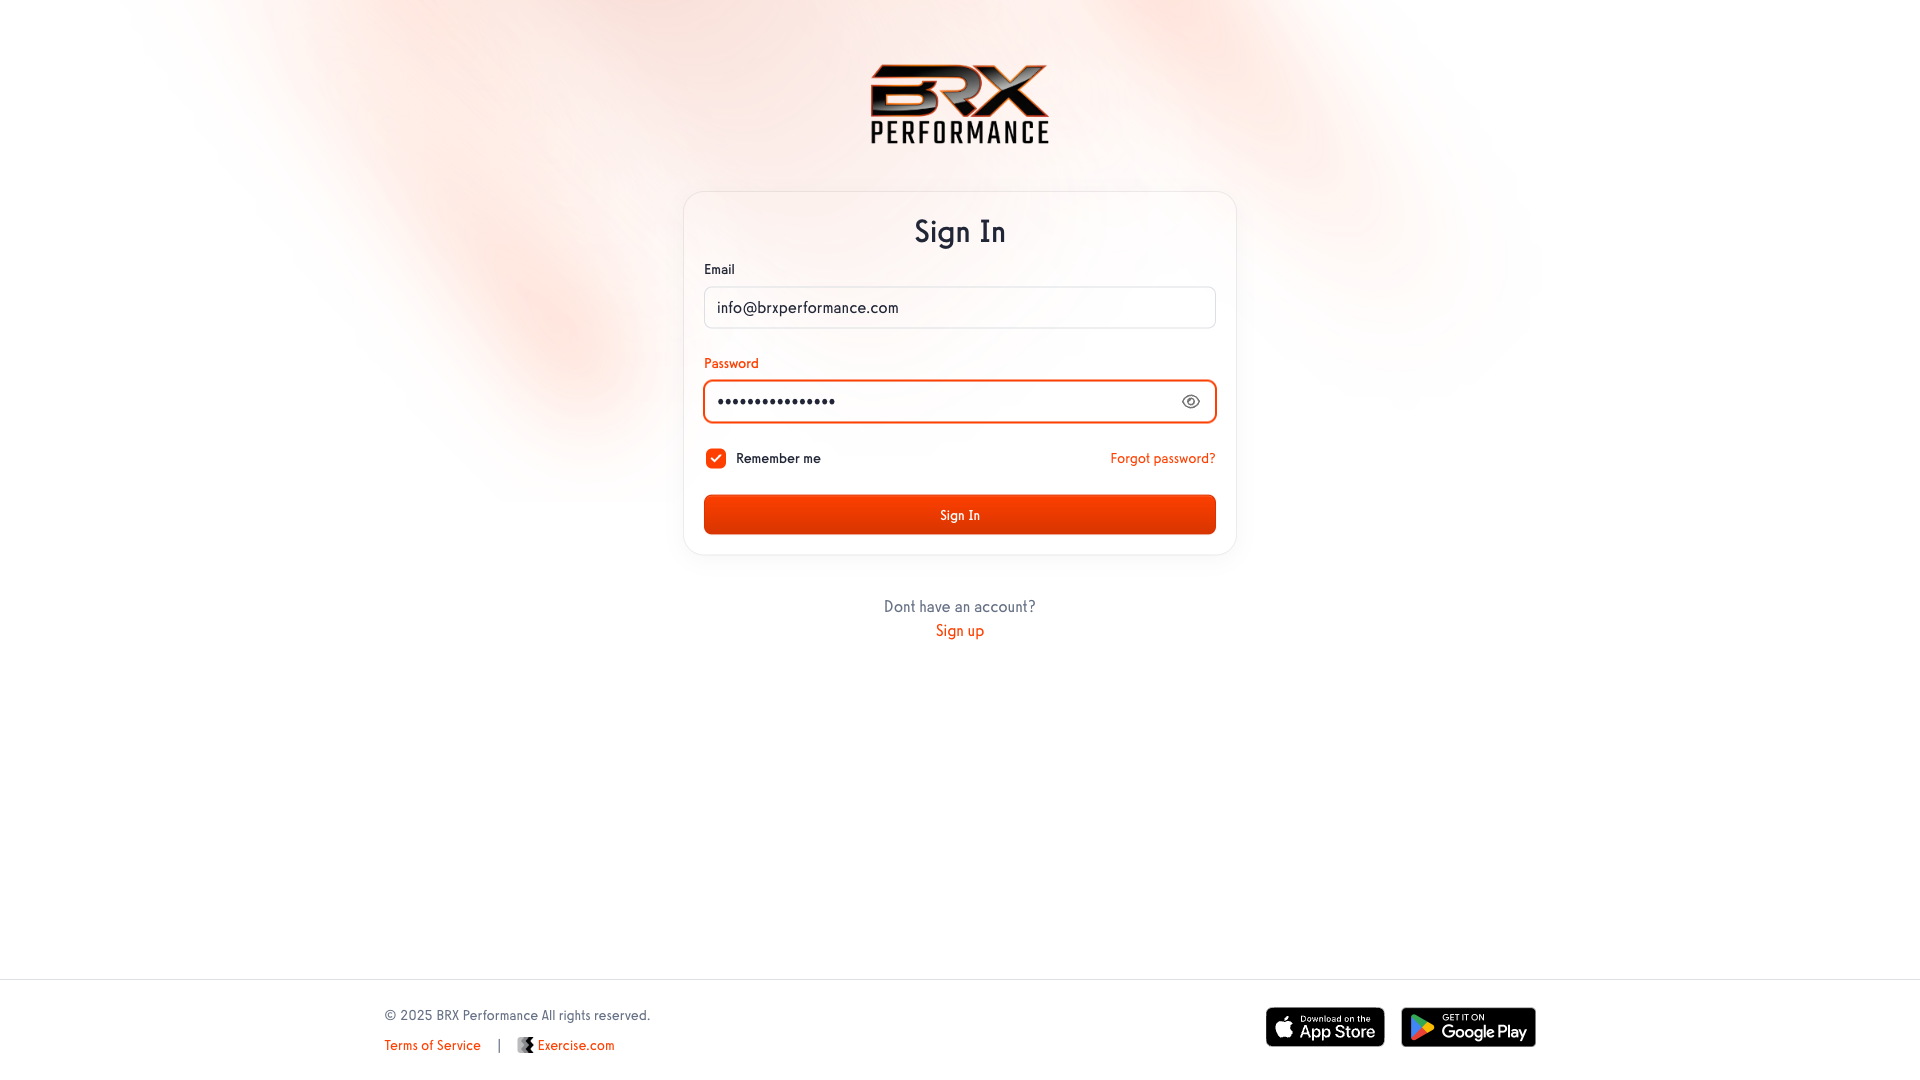 BRX
PERFORMANCE
Sign In
Email
info@brxperformance.com
Password
••••••••••••••••
Remember me
Forgot password?
Sign In
Dont have an account?
Sign up
© 2025 BRX Performance All rights reserved.
Terms of Service | Exercise.com
Download on the
App Store
GET IT ON
Google Play